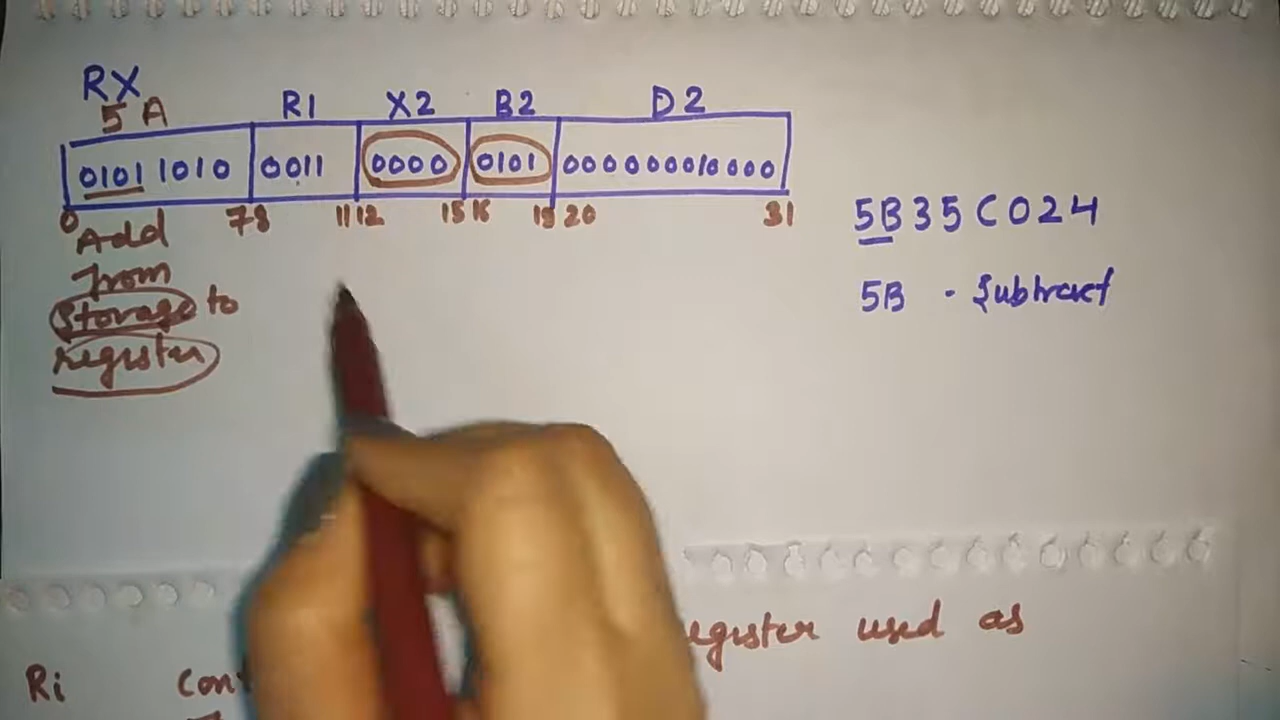 RX
5 A R1 X2 B2 D2
0101 1010 0011 0000 0101 000000010000
0 7 8 11 12 15 16 19 20 31
Add
from
storage to
register
5B35C024
5B - Subtract
used as
Ri